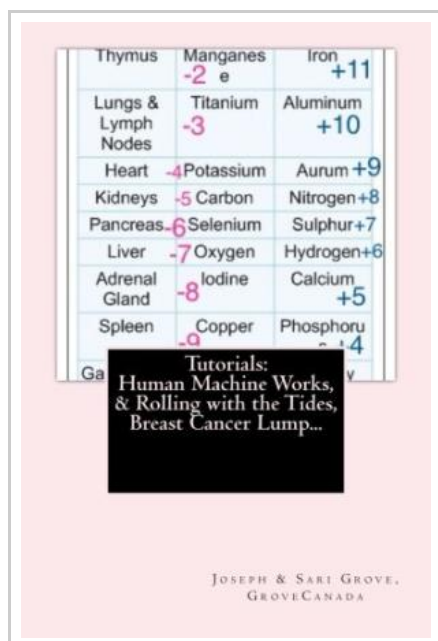 Thymus Manganes e -2 Iron +11
Lungs & Lymph Nodes Titanium -3 Aluminum +10
Heart -4 Potassium Aurum +9
Kidneys -5 Carbon Nitrogen +8
Pancreas -6 Selenium Sulphur +7
Liver -7 Oxygen Hydrogen +6
Adrenal Gland Iodine -8 Calcium +5
Spleen Copper -9 Phosphoru +4
Ga
Tutorials:
Human Machine Works,
& Rolling with the Tides,
Breast Cancer Lump...
Joseph & Sari Grove,
GroveCanada